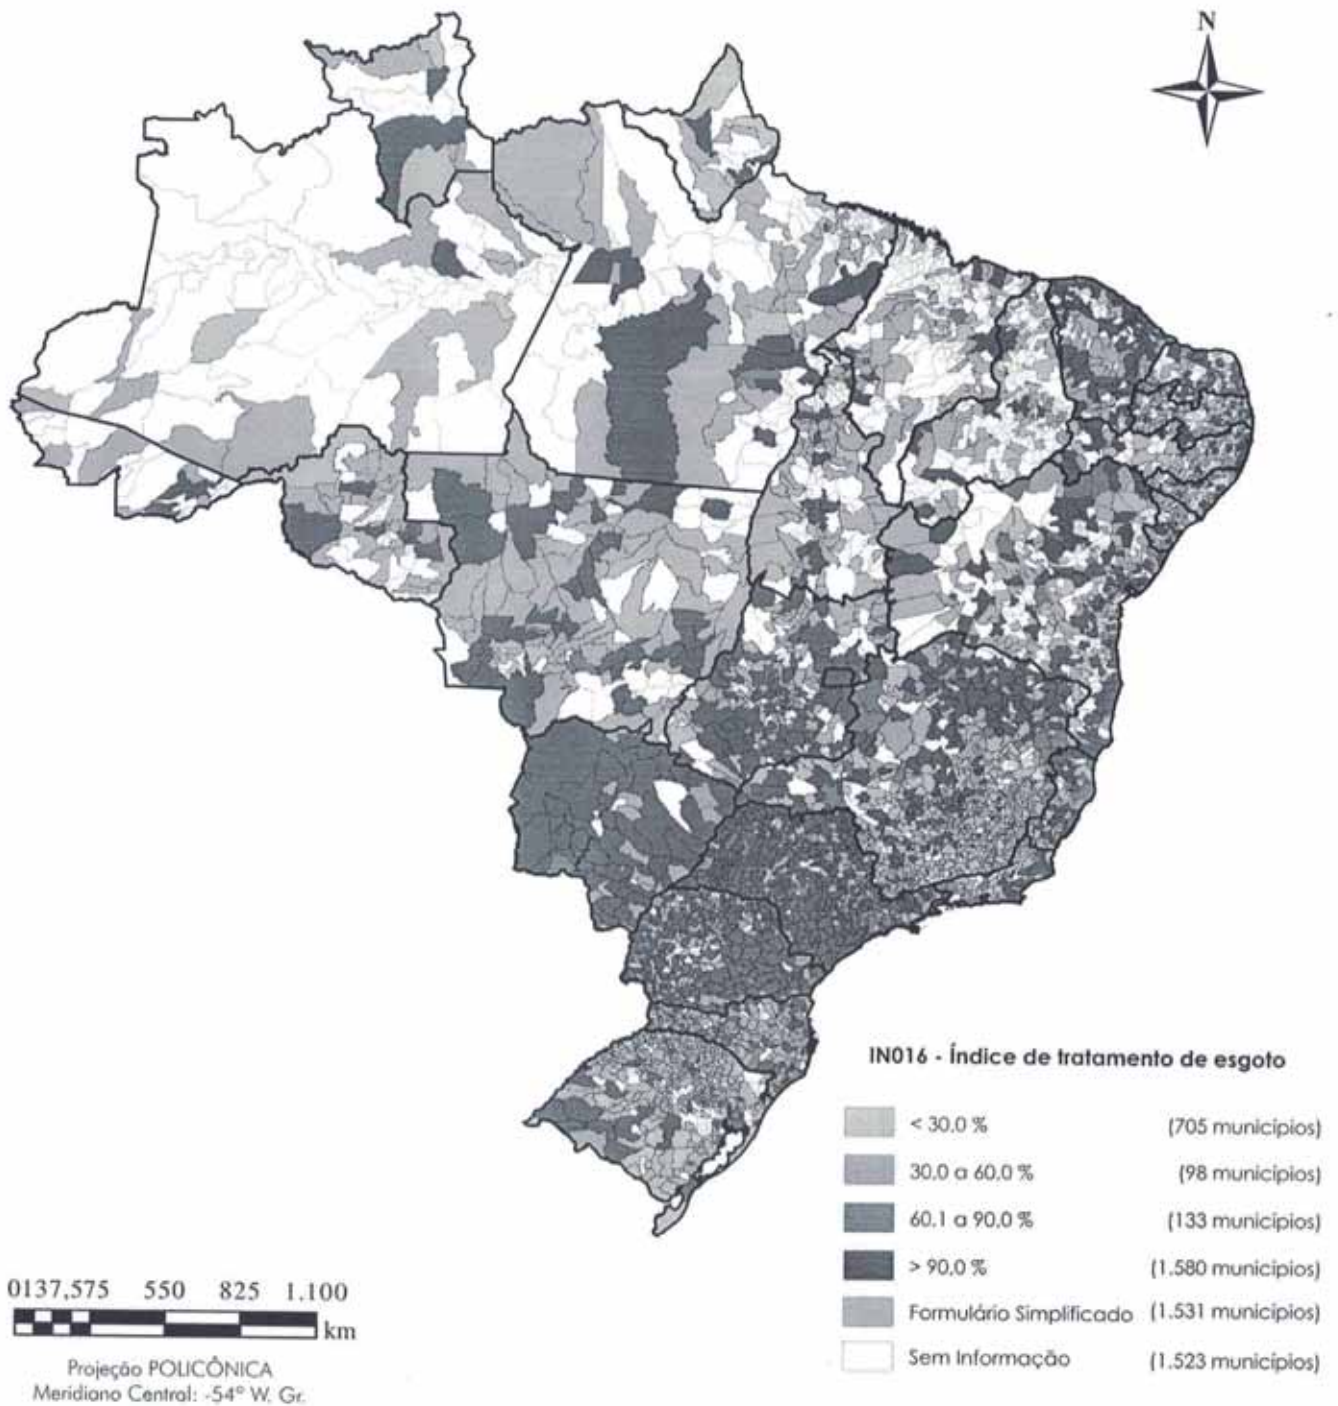 N
IN016 - Índice de tratamento de esgoto
< 30.0 % (705 municípios)
30.0 a 60.0 % (98 municípios)
60.1 a 90.0 % (133 municípios)
> 90.0 % (1.580 municípios)
Formulário Simplificado (1.531 municípios)
Sem Informação (1.523 municípios)
0137,575 550 825 1.100
km
Projeção POLICÔNICA
Meridiano Central: -54° W. Gr.